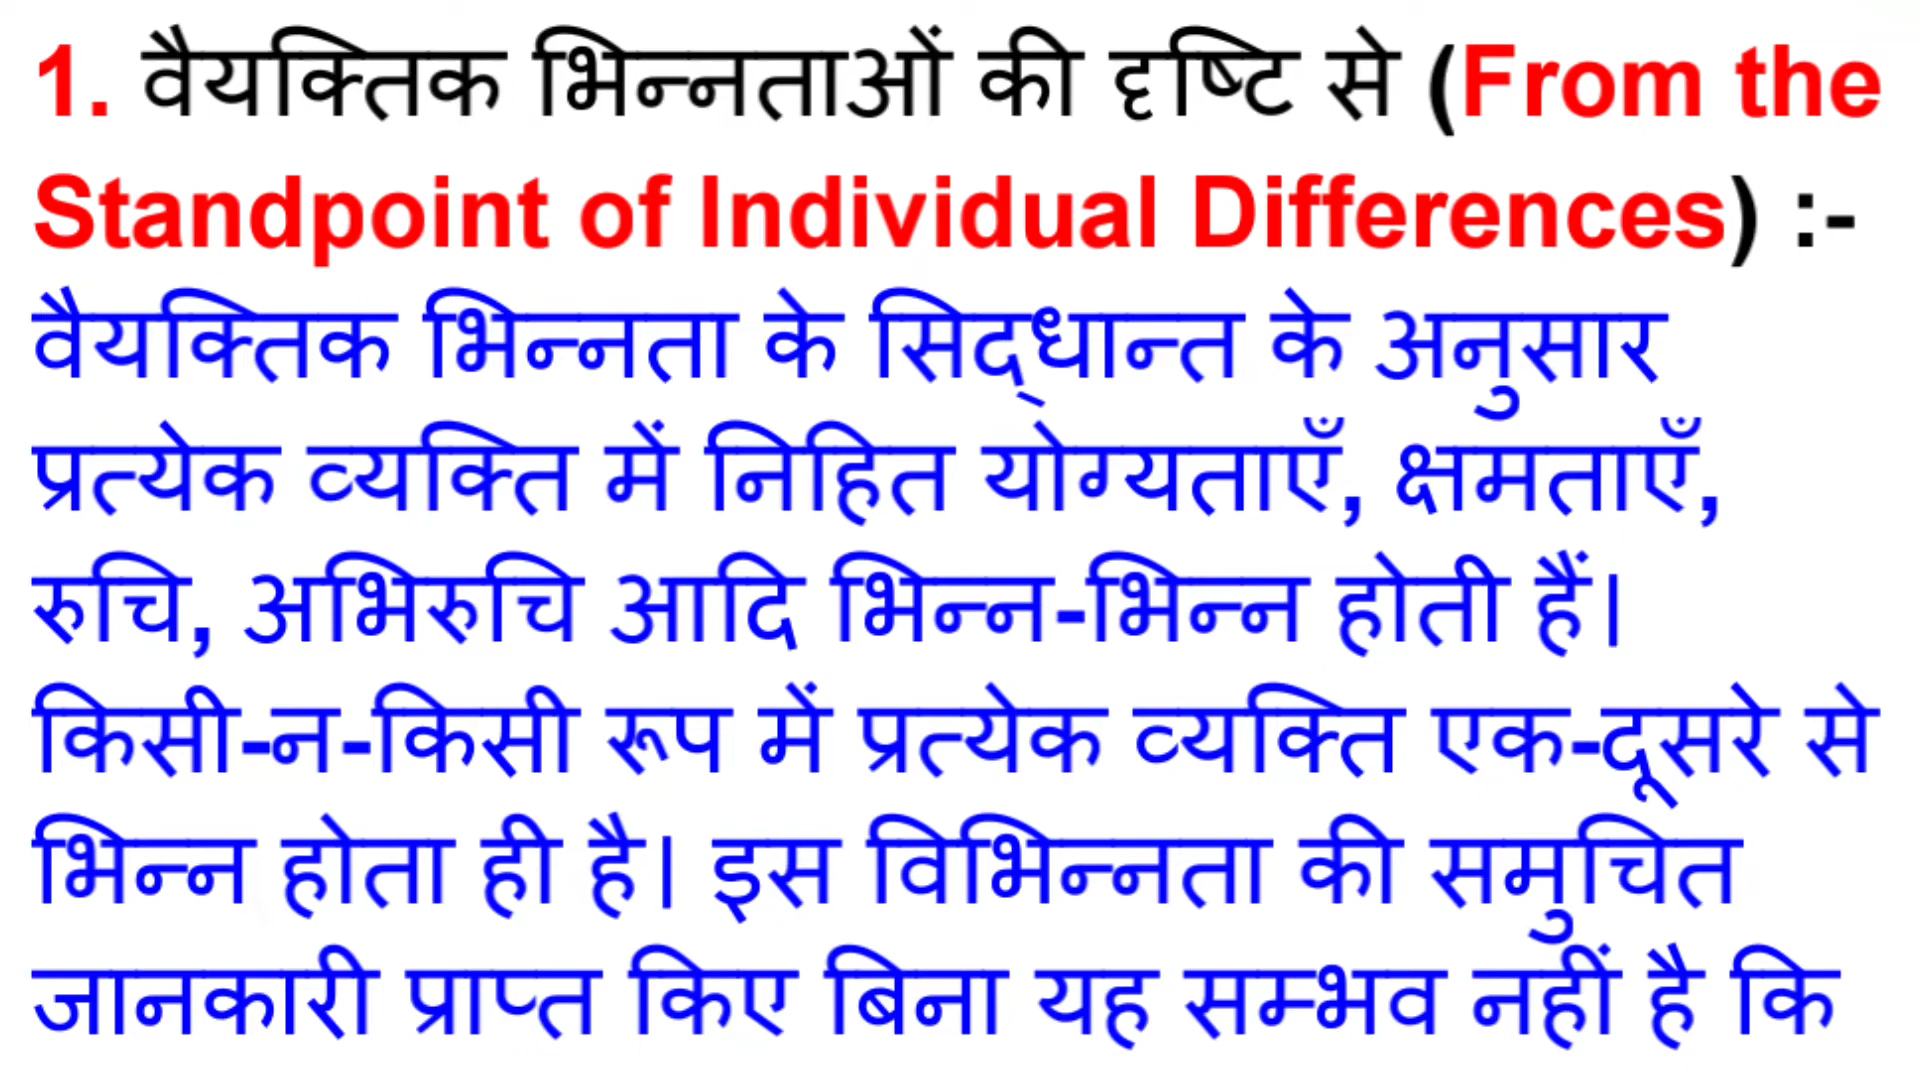 1. वैयक्तिक भिन्नताओं की दृष्टि से (From the
Standpoint of Individual Differences) :-
वैयक्तिक भिन्नता के सिद्धान्त के अनुसार
प्रत्येक व्यक्ति में निहित योग्यताएँ, क्षमताएँ,
रुचि, अभिरुचि आदि भिन्न-भिन्न होती हैं।
किसी-न-किसी रूप में प्रत्येक व्यक्ति एक-दूसरे से
भिन्न होता ही है। इस विभिन्नता की समुचित
जानकारी प्राप्त किए बिना यह सम्भव नहीं है कि